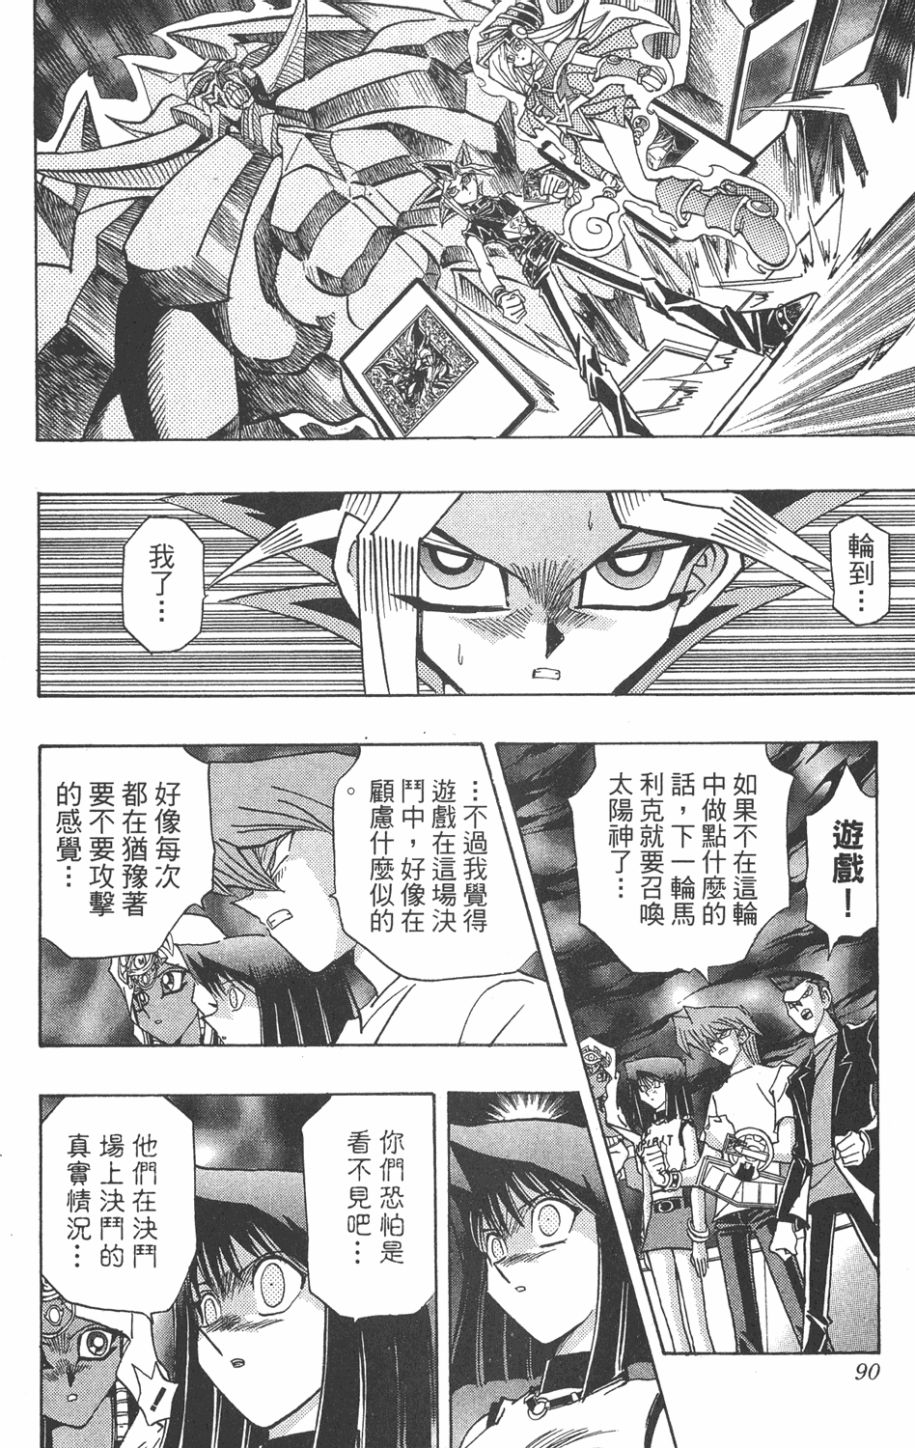 輪到…
我了…
遊戲！
如果不在這輪
中做點什麼的
話，下一輪馬
利克就要召喚
太陽神了…
…不過我覺得
遊戲在這場決
鬥中，好像在
顧慮什麼似的
。
好像每次
都在猶豫著
要不要攻擊
的感覺…
你們恐怕是
看不見吧…
他們在決鬥
場上決鬥的
真實情況…
！
90